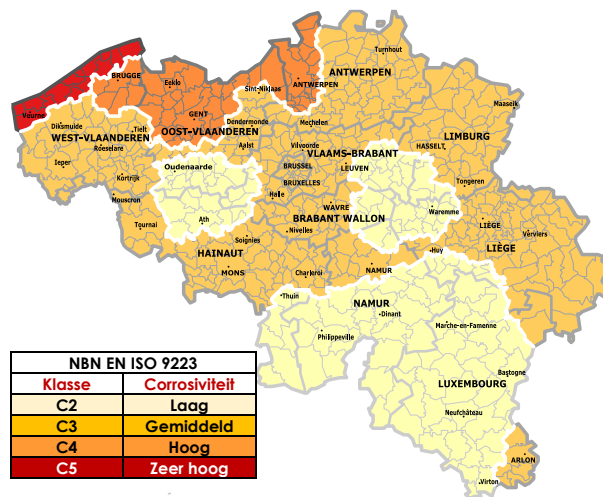 Turnhout
BRUGGE
ANTWERPEN
Eeklo
Sint-Niklaas
ANTWERPEN
Maaseik
Veurne
GENT
Diksmuide
Tielt
Dendermonde
Mechelen
WEST-VLAANDEREN
OOST-VLAANDEREN
LIMBURG
Roeselare
Aalst
Vilvoorde
VLAAMS-BRABANT
HASSELT
Ieper
Oudenaarde
BRUSSEL
LEUVEN
Kortrijk
BRUXELLES
Tongeren
Mouscron
Halle
WAVRE
Waremme
Ath
BRABANT WALLON
Tournai
Nivelles
LIÈGE
Verviers
Soignies
LIÈGE
HAINAUT
Huy
MONS
Charleroi
NAMUR
Thuin
NAMUR
Dinant
Philippeville
Marche-en-Famenne
Bastogne
LUXEMBOURG
Neufchâteau
ARLON
Virton
NBN EN ISO 9223
Klasse Corrosiviteit
C2 Laag
C3 Gemiddeld
C4 Hoog
C5 Zeer hoog